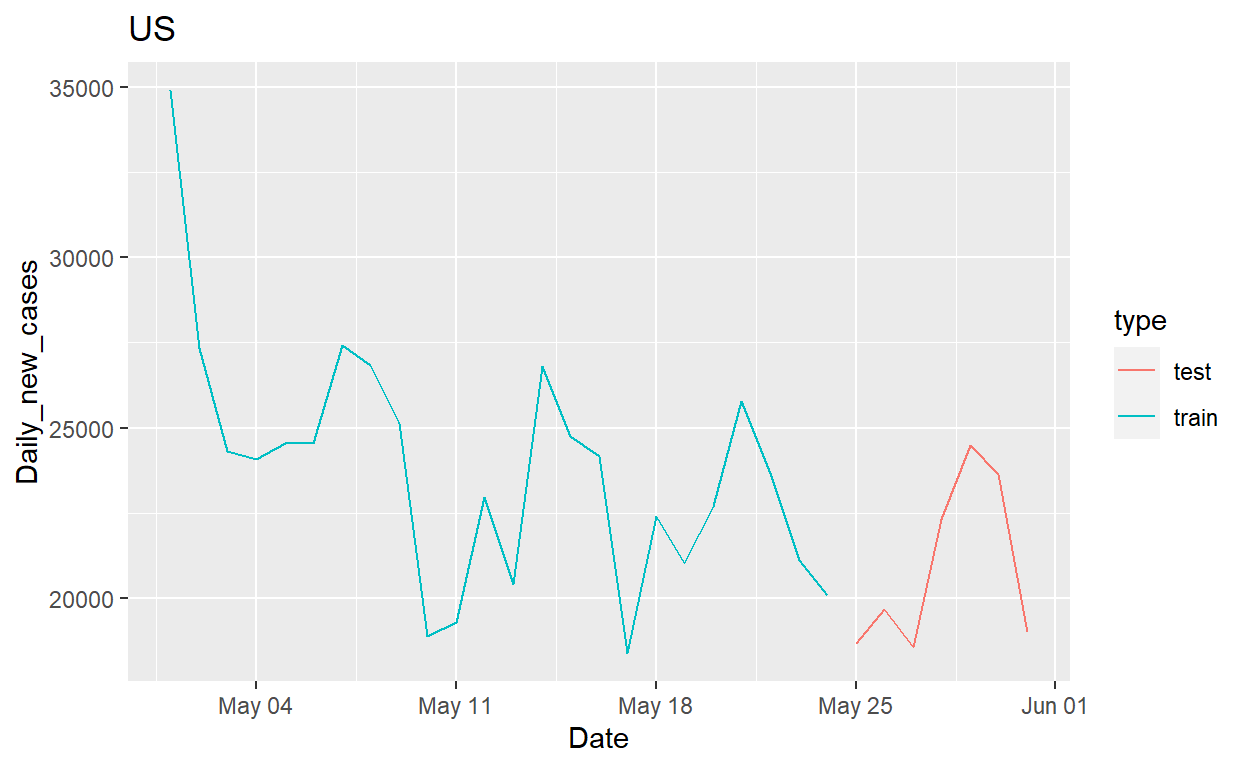 US
35000
30000
25000
20000
Daily_new_cases
May 04
May 11
May 18
May 25
Jun 01
Date
type
test
train